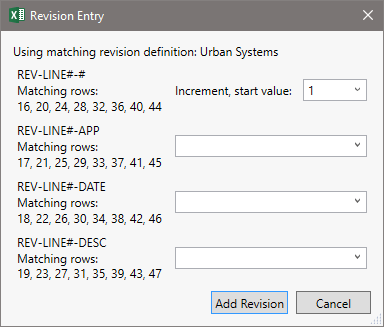 Revision Entry
Using matching revision definition: Urban Systems
REV-LINE#-#
Matching rows:
16, 20, 24, 28, 32, 36, 40, 44
Increment, start value: 1
REV-LINE#-APP
Matching rows:
17, 21, 25, 29, 33, 37, 41, 45
REV-LINE#-DATE
Matching rows:
18, 22, 26, 30, 34, 38, 42, 46
REV-LINE#-DESC
Matching rows:
19, 23, 27, 31, 35, 39, 43, 47
Add Revision Cancel